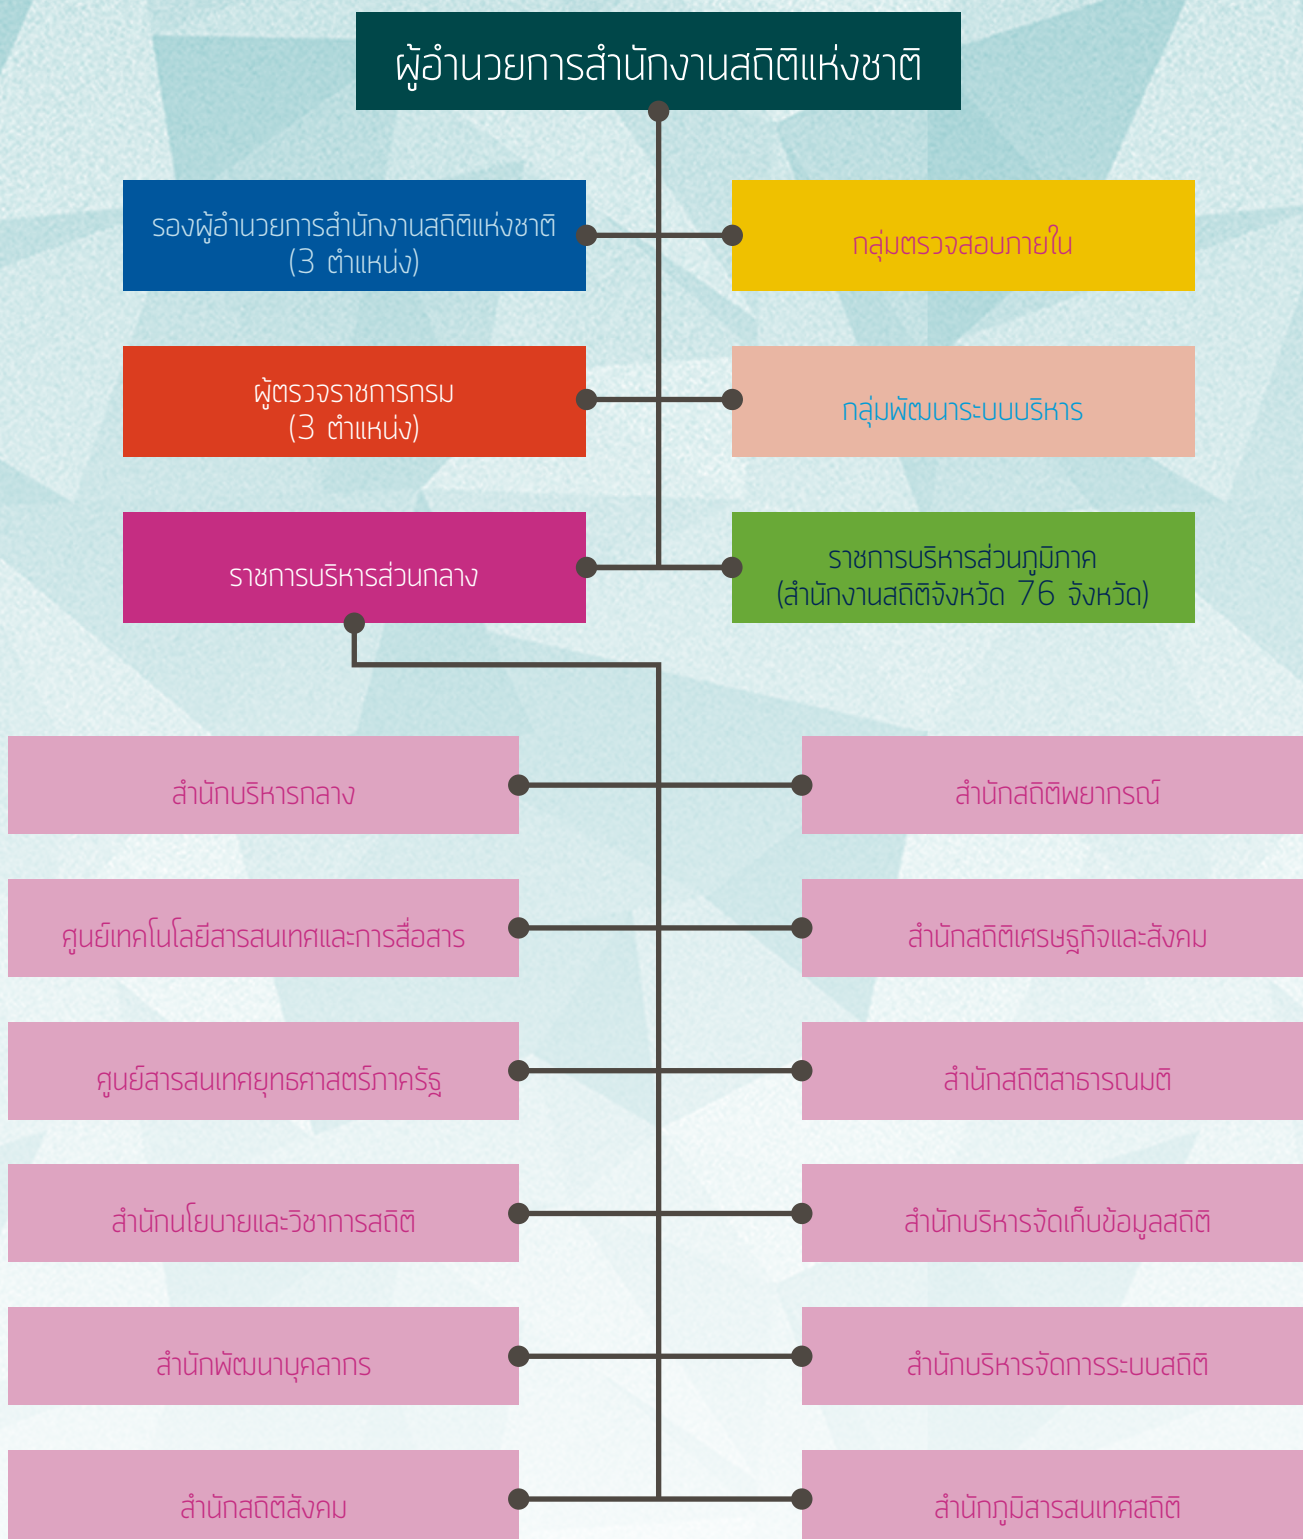 ผู้อำนวยการสำนักงานสถิติแห่งชาติ
รองผู้อำนวยการสำนักงานสถิติแห่งชาติ
(3 ตำแหน่ง)
กลุ่มตรวจสอบภายใน
ผู้ตรวจราชการกรม
(3 ตำแหน่ง)
กลุ่มพัฒนาระบบบริหาร
ราชการบริหารส่วนกลาง
ราชการบริหารส่วนภูมิภาค
(สำนักงานสถิติจังหวัด 76 จังหวัด)
สำนักบริหารกลาง
สำนักสถิติพยากรณ์
ศูนย์เทคโนโลยีสารสนเทศและการสื่อสาร
สำนักสถิติเศรษฐกิจและสังคม
ศูนย์สารสนเทศยุทธศาสตร์ภาครัฐ
สำนักสถิติสาธารณมติ
สำนักนโยบายและวิชาการสถิติ
สำนักบริหารจัดเก็บข้อมูลสถิติ
สำนักพัฒนาบุคลากร
สำนักบริหารจัดการระบบสถิติ
สำนักสถิติสังคม
สำนักภูมิสารสนเทศสถิติ